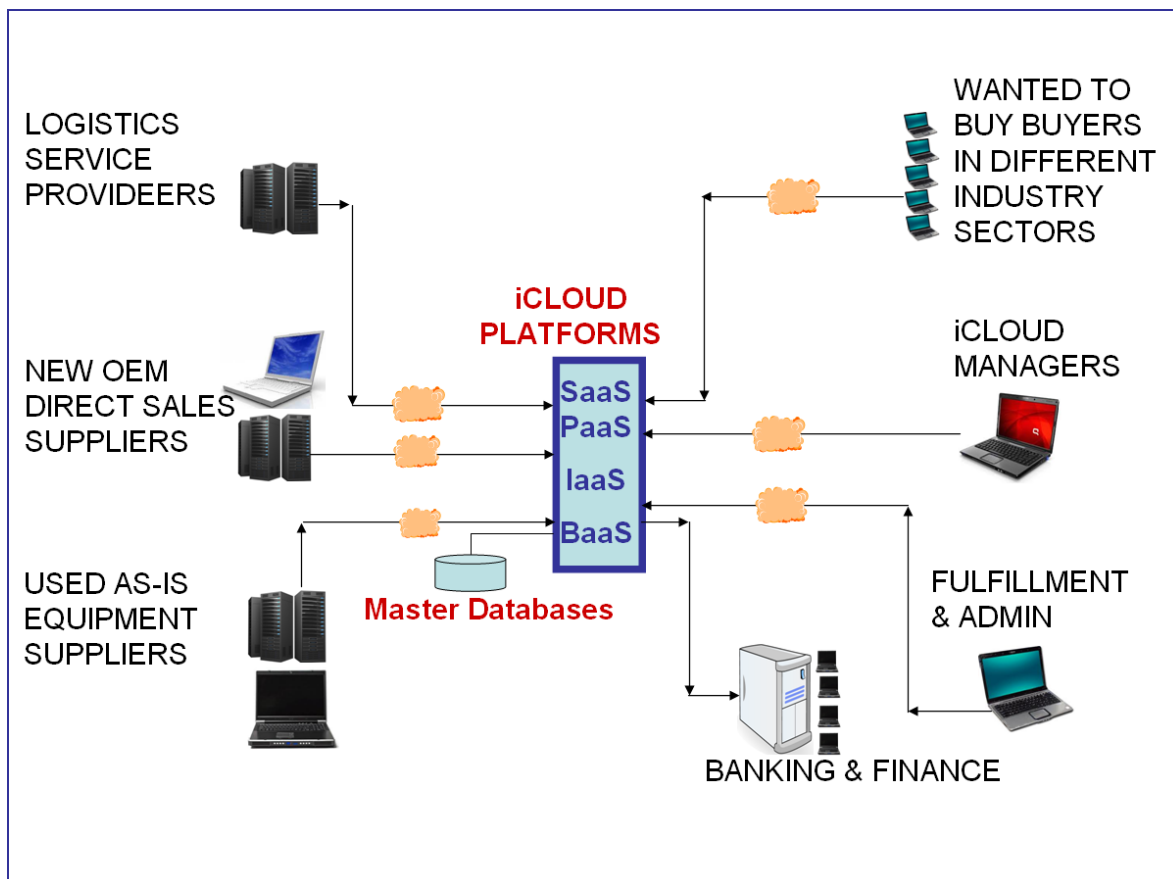 LOGISTICS
SERVICE
PROVIDEERS
WANTED TO
BUY BUYERS
IN DIFFERENT
INDUSTRY
SECTORS
iCLOUD
PLATFORMS
SaaS
PaaS
IaaS
BaaS
NEW OEM
DIRECT SALES
SUPPLIERS
iCLOUD
MANAGERS
USED AS-IS
EQUIPMENT
SUPPLIERS
Master Databases
FULFILLMENT
& ADMIN
BANKING & FINANCE